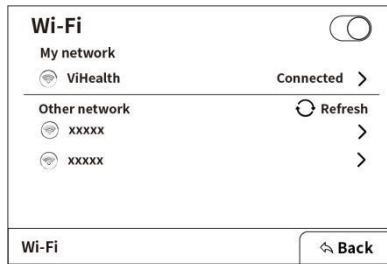 Wi-Fi
My network
ViHealth Connected
Other network Refresh
xxxxx
xxxxx
Wi-Fi Back